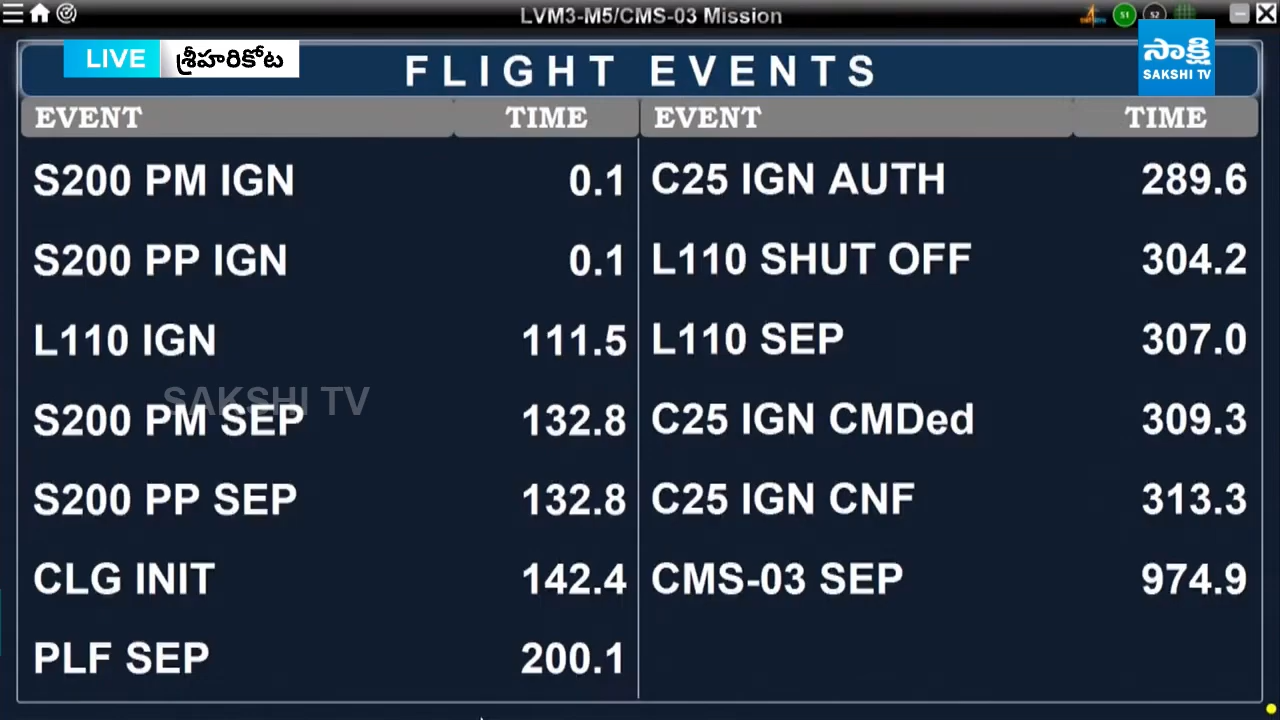 LVM3-M5/CMS-03 Mission
S1 S2
LIVE శ్రీహరికోట
సాక్షి
SAKSHI TV
FLIGHT EVENTS
EVENT TIME EVENT TIME
S200 PM IGN 0.1 C25 IGN AUTH 289.6
S200 PP IGN 0.1 L110 SHUT OFF 304.2
L110 IGN 111.5 L110 SEP 307.0
SAKSHI TV
S200 PM SEP 132.8 C25 IGN CMDed 309.3
S200 PP SEP 132.8 C25 IGN CNF 313.3
CLG INIT 142.4 CMS-03 SEP 974.9
PLF SEP 200.1